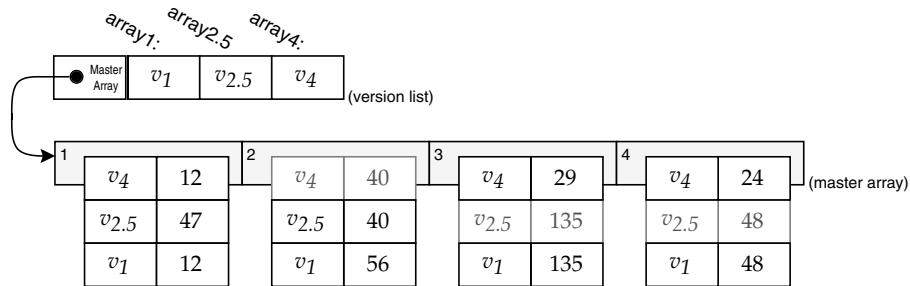 array1: array2.5 array4:
Master Array v1 v2.5 v4
(version list)
1 2 3 4
v4 12 v4 40 v4 29 v4 24
(master array)
v2.5 47 v2.5 40 v2.5 135 v2.5 48
v1 12 v1 56 v1 135 v1 48